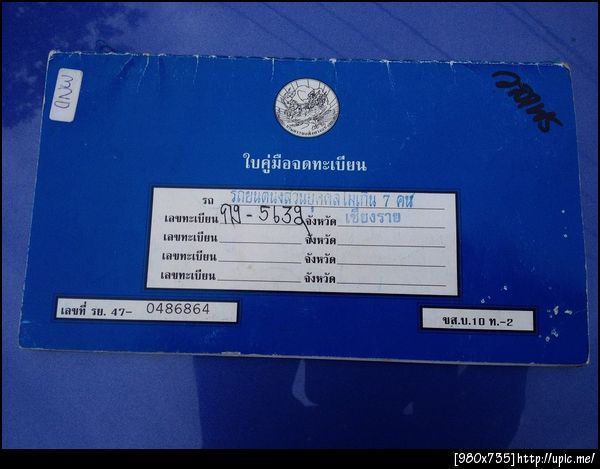 ใบคู่มือจดทะเบียน
รถ รถยนต์นั่งส่วนบุคคลไม่เกิน 7 คน
เลขทะเบียน -5632 จังหวัด เชียงราย
เลขทะเบียน จังหวัด
เลขทะเบียน จังหวัด
เลขทะเบียน จังหวัด
เลขที่ รย. 47- 0486864
ขส.บ.10 ท.-2
[980x735]http://upic.me/